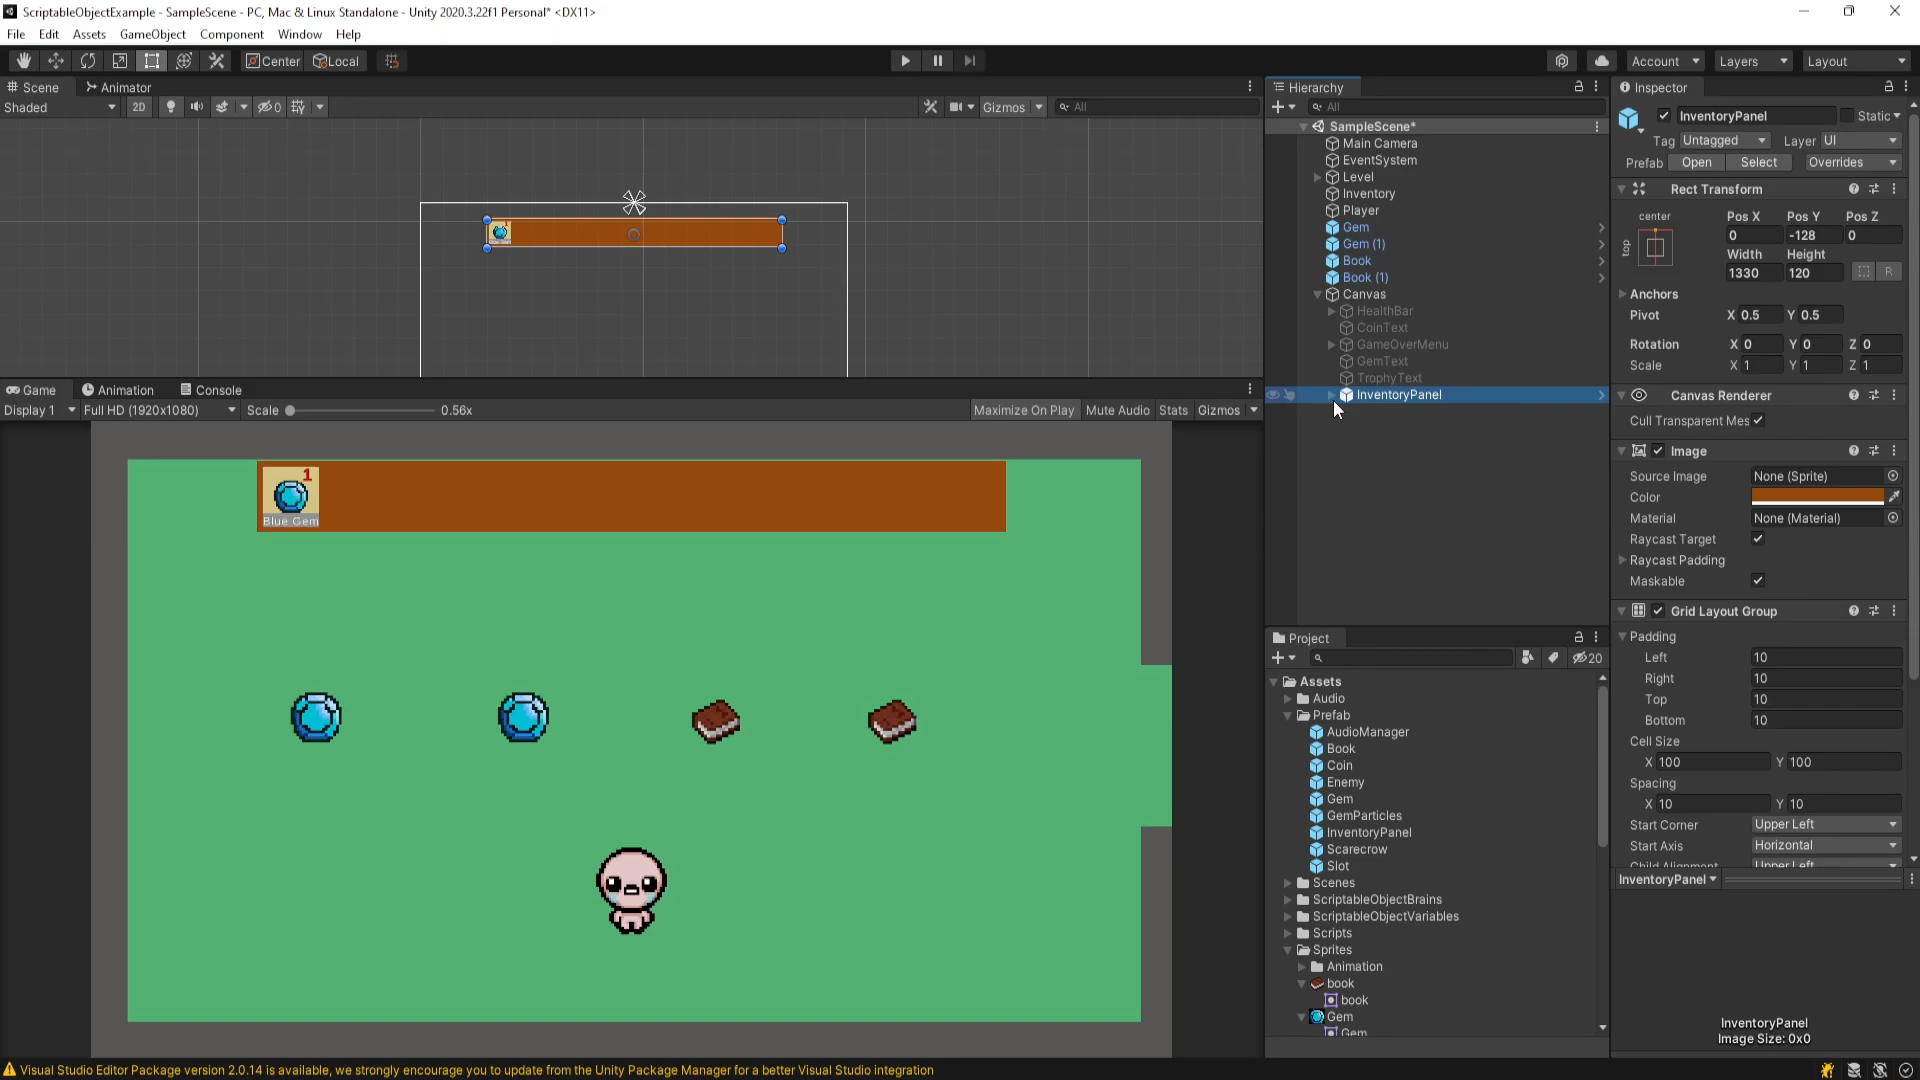 ScriptableObjectExample - SampleScene - PC, Mac & Linux Standalone - Unity 2020.3.22f1 Personal* <DX11>
File Edit Assets GameObject Component Window Help
Center Local Account Layers Layout
Scene Animator
Shaded 2D 0 Gizmos All
Game Animation Console
Display 1 Full HD (1920x1080) Scale 0.56x Maximize On Play Mute Audio Stats Gizmos
1
Blue Gem
Hierarchy
All
SampleScene*
Main Camera
EventSystem
Level
Inventory
Player
Gem
Gem (1)
Book
Book (1)
Canvas
HealthBar
CoinText
GameOverMenu
GemText
TrophyText
InventoryPanel
Project
20
Assets
Audio
Prefab
AudioManager
Book
Coin
Enemy
Gem
GemParticles
InventoryPanel
Scarecrow
Slot
Scenes
ScriptableObjectBrains
ScriptableObjectVariables
Scripts
Sprites
Animation
book
book
Gem
Gem
Inspector
InventoryPanel Static
Tag Untagged Layer UI
Prefab Open Select Overrides
Rect Transform
center Pos X Pos Y Pos Z
top 0 -128 0
Width Height
1330 120 R
Anchors
Pivot X 0.5 Y 0.5
Rotation X 0 Y 0 Z 0
Scale X 1 Y 1 Z 1
Canvas Renderer
Cull Transparent Mes
Image
Source Image None (Sprite)
Color
Material None (Material)
Raycast Target
Raycast Padding
Maskable
Grid Layout Group
Padding
Left 10
Right 10
Top 10
Bottom 10
Cell Size
X 100 Y 100
Spacing
X 10 Y 10
Start Corner Upper Left
Start Axis Horizontal
Child Alignment Upper Left
InventoryPanel
InventoryPanel
Image Size: 0x0
Visual Studio Editor Package version 2.0.14 is available, we strongly encourage you to update from the Unity Package Manager for a better Visual Studio integration